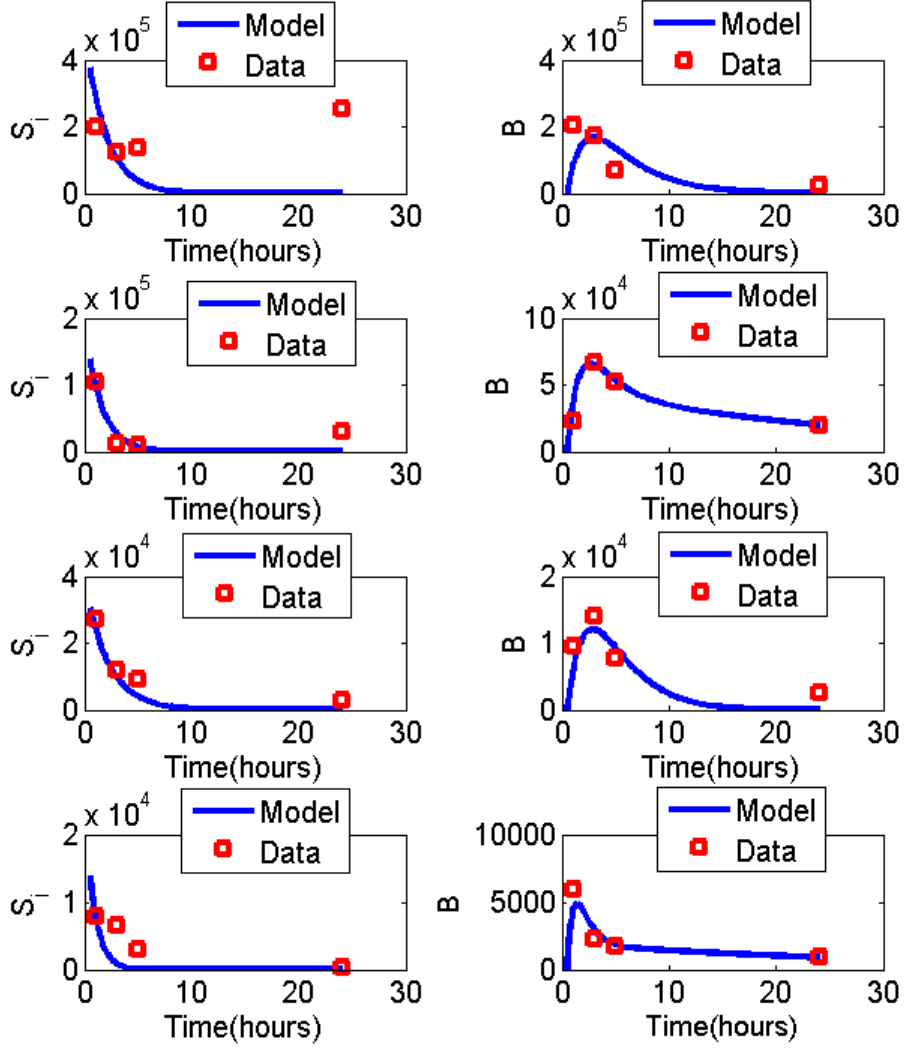 x 10^5
Model
Data
4
2
0
S_i
0 10 20 30
Time(hours)
x 10^5
Model
Data
4
2
0
B
0 10 20 30
Time(hours)
x 10^5
Model
Data
2
1
0
S_i
0 10 20 30
Time(hours)
x 10^4
Model
Data
10
5
0
B
0 10 20 30
Time(hours)
x 10^4
Model
Data
4
2
0
S_i
0 10 20 30
Time(hours)
x 10^4
Model
Data
2
1
0
B
0 10 20 30
Time(hours)
x 10^4
Model
Data
2
1
0
S_i
0 10 20 30
Time(hours)
Model
Data
10000
5000
0
B
0 10 20 30
Time(hours)